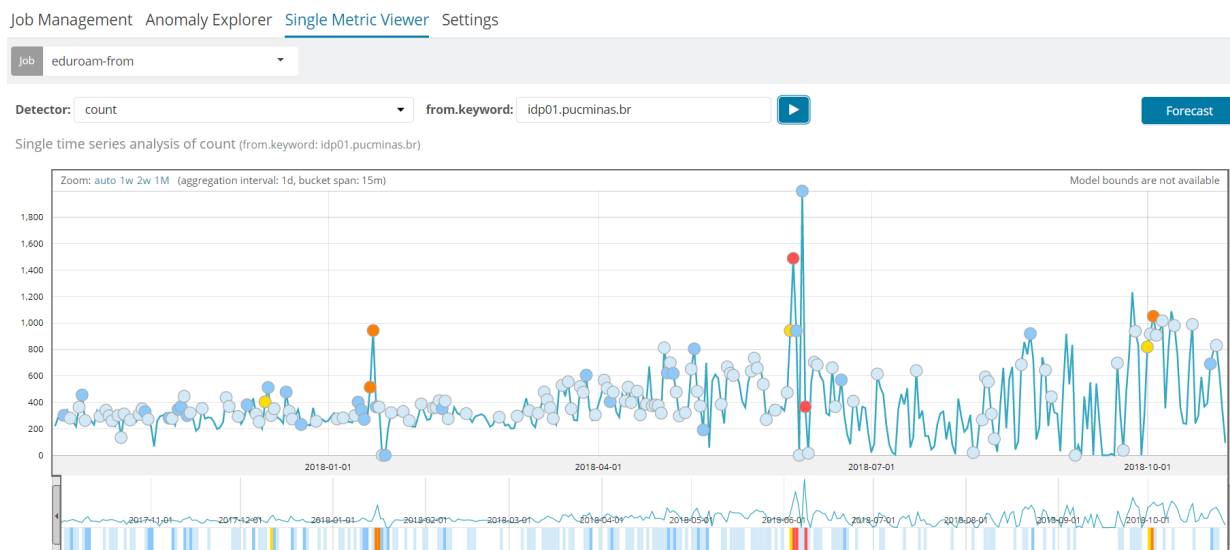 Job Management Anomaly Explorer Single Metric Viewer Settings
Job eduroam-from
Detector: count from.keyword: idp01.pucminas.br Forecast
Single time series analysis of count (from.keyword: idp01.pucminas.br)
Zoom: auto 1w 2w 1M (aggregation interval: 1d, bucket span: 15m) Model bounds are not available
1,800
1,600
1,400
1,200
1,000
800
600
400
200
0
2018-01-01 2018-04-01 2018-07-01 2018-10-01
2017-11-01 2017-12-01 2018-01-01 2018-02-01 2018-03-01 2018-04-01 2018-05-01 2018-06-01 2018-07-01 2018-08-01 2018-09-01 2018-10-01